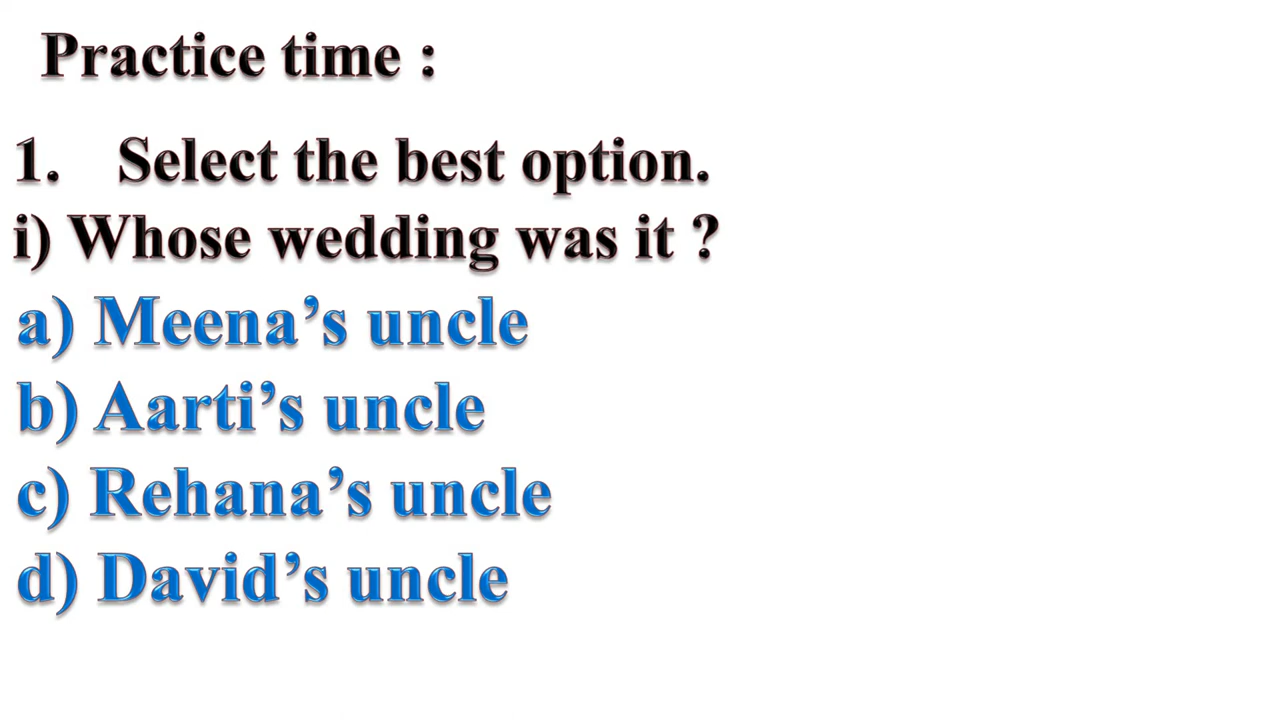 Practice time :
1. Select the best option.
i) Whose wedding was it ?
a) Meena’s uncle
b) Aarti’s uncle
c) Rehana’s uncle
d) David’s uncle